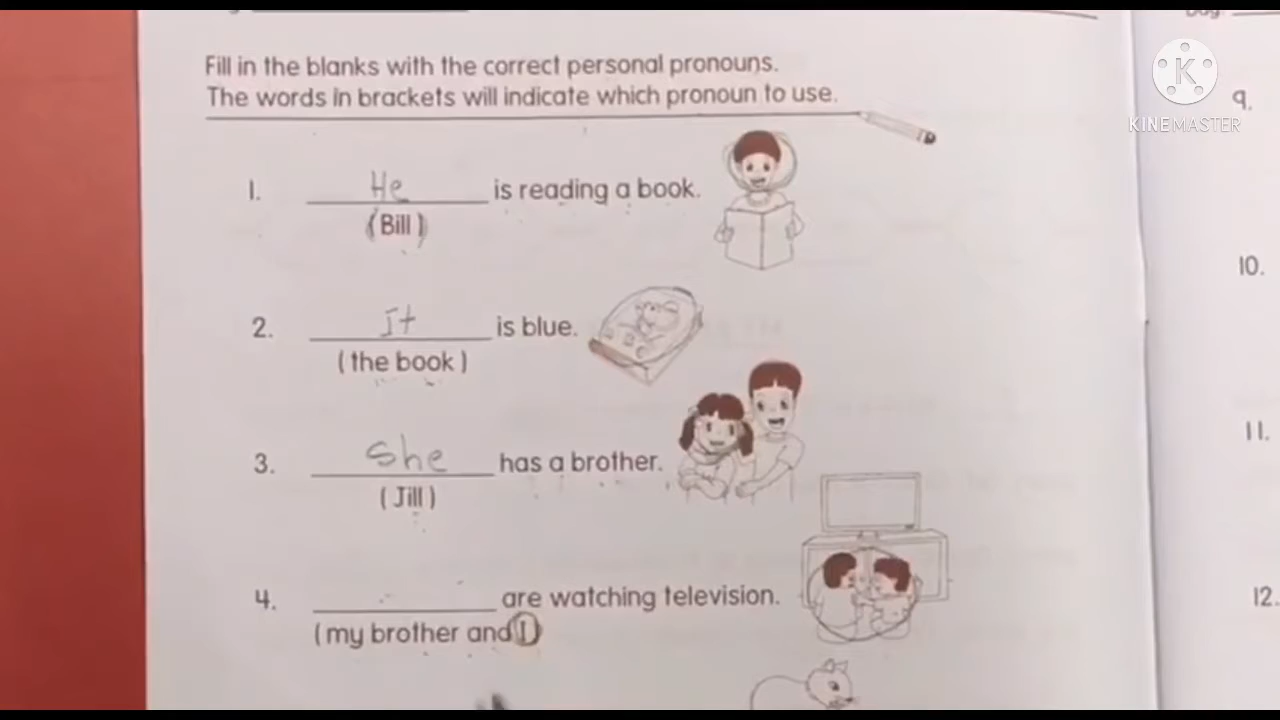 Fill in the blanks with the correct personal pronouns.
The words in brackets will indicate which pronoun to use.
1. He is reading a book.
(Bill)
2. It is blue.
(the book)
3. She has a brother.
(Jill)
4. ____________ are watching television.
(my brother and I)
9.
10.
11.
12.
K
KINEMASTER